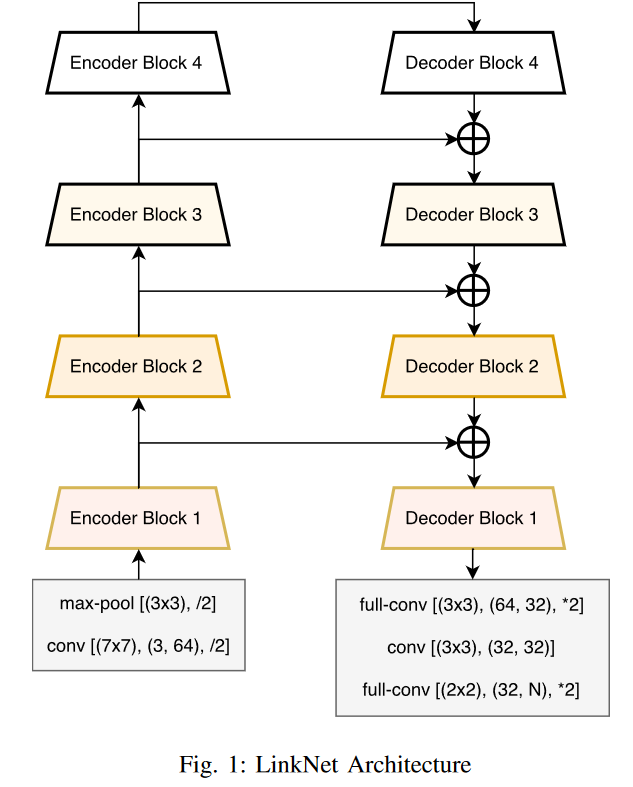 Encoder Block 4
Decoder Block 4
Encoder Block 3
Decoder Block 3
Encoder Block 2
Decoder Block 2
Encoder Block 1
Decoder Block 1
max-pool [(3x3), /2]
conv [(7x7), (3, 64), /2]
full-conv [(3x3), (64, 32), *2]
conv [(3x3), (32, 32)]
full-conv [(2x2), (32, N), *2]
Fig. 1: LinkNet Architecture